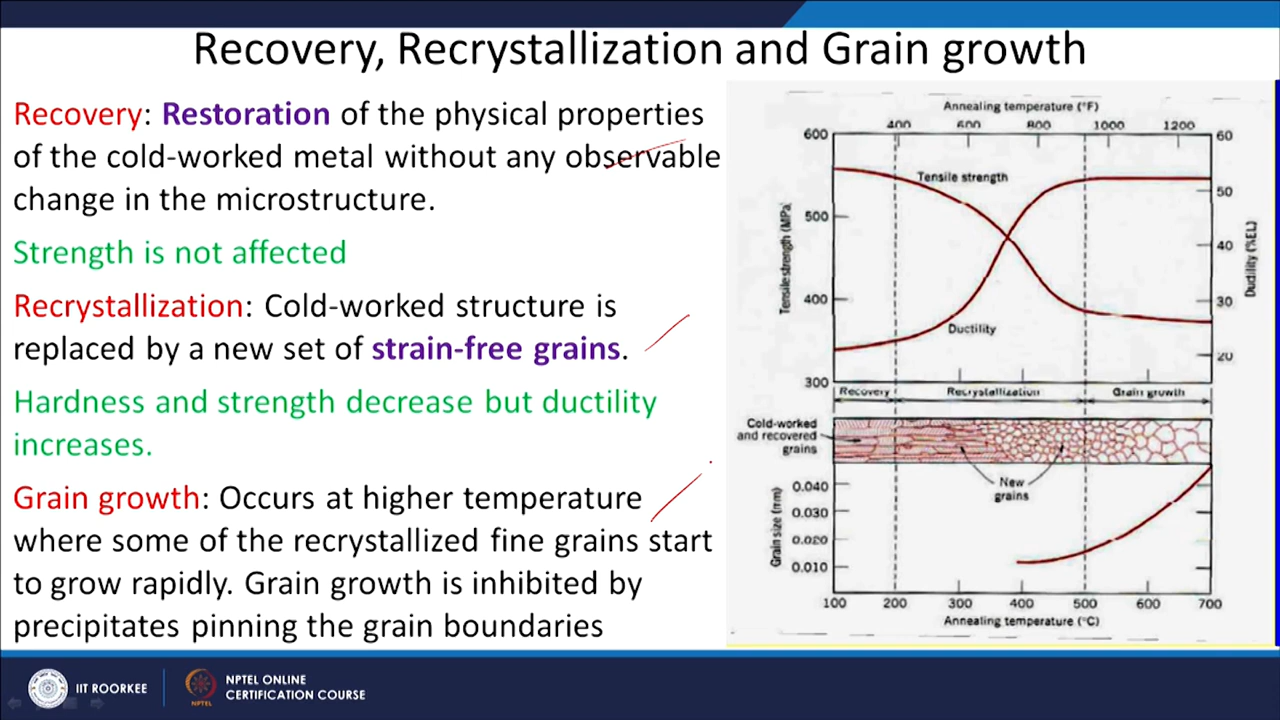 Recovery, Recrystallization and Grain growth
Recovery: Restoration of the physical properties
of the cold-worked metal without any observable
change in the microstructure.
Strength is not affected
Recrystallization: Cold-worked structure is
replaced by a new set of strain-free grains.
Hardness and strength decrease but ductility
increases.
Grain growth: Occurs at higher temperature
where some of the recrystallized fine grains start
to grow rapidly. Grain growth is inhibited by
precipitates pinning the grain boundaries
Annealing temperature (°F)
400 600 800 1000 1200
600 60
Tensile strength
50
500
Tensile strength (MPa)
40
Ductility (%EL)
400
30
Ductility
20
300
Recovery Recrystallization Grain growth
Cold-worked
and recovered
grains
New
grains
0.040
0.030
0.020
0.010
Grain size (mm)
100 200 300 400 500 600 700
Annealing temperature (°C)
IIT ROORKEE
NPTEL
NPTEL ONLINE
CERTIFICATION COURSE